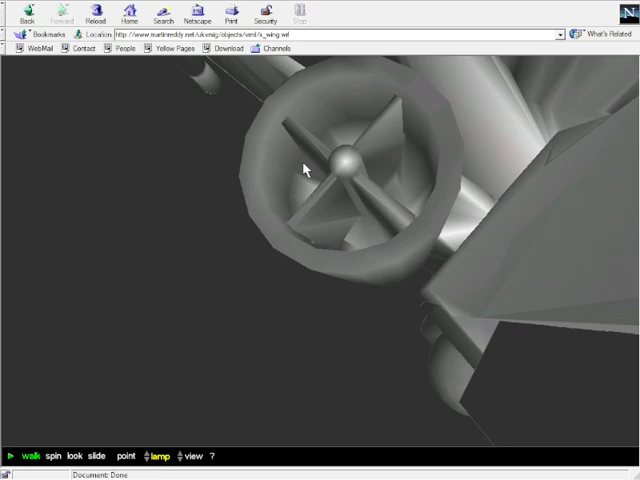 Back Forward Reload Home Search Netscape Print Security Stop
N
Bookmarks Location http://www.martinreddy.net/ukvrsig/objects/vrml/x_wing.wrl What's Related
WebMail Contact People Yellow Pages Download Channels
walk spin look slide point lamp view ?
Document: Done